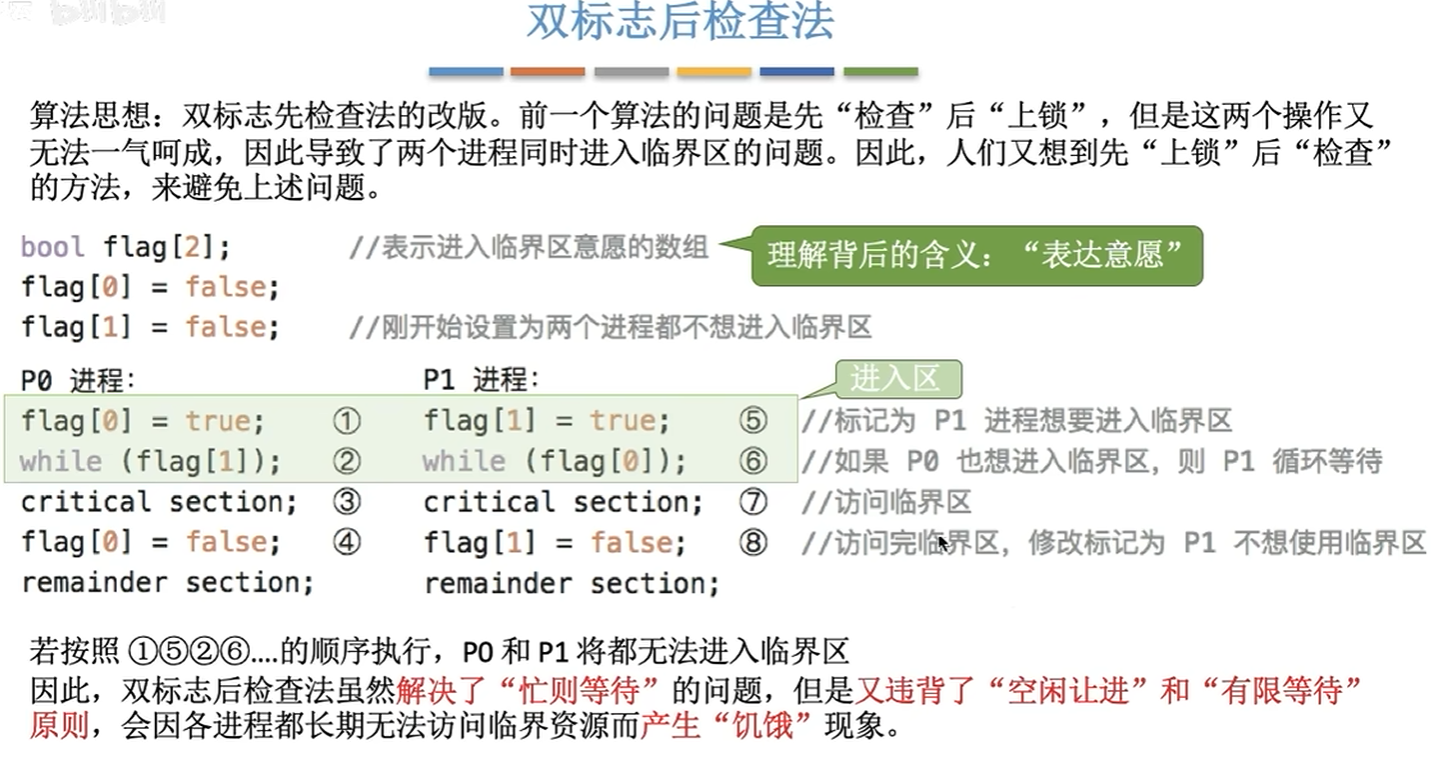 双标志后检查法
算法思想：双标志先检查法的改版。前一个算法的问题是先“检查”后“上锁”，但是这两个操作又
无法一气呵成，因此导致了两个进程同时进入临界区的问题。因此，人们又想到先“上锁”后“检查”
的方法，来避免上述问题。
bool flag[2]; //表示进入临界区意愿的数组
理解背后的含义：“表达意愿”
flag[0] = false;
flag[1] = false; //刚开始设置为两个进程都不想进入临界区
P0 进程： P1 进程： 进入区
flag[0] = true; ① flag[1] = true; ⑤ //标记为 P1 进程想要进入临界区
while (flag[1]); ② while (flag[0]); ⑥ //如果 P0 也想进入临界区，则 P1 循环等待
critical section; ③ critical section; ⑦ //访问临界区
flag[0] = false; ④ flag[1] = false; ⑧ //访问完临界区，修改标记为 P1 不想使用临界区
remainder section; remainder section;
若按照 ①⑤②⑥....的顺序执行，P0 和 P1 将都无法进入临界区
因此，双标志后检查法虽然解决了“忙则等待”的问题，但是又违背了“空闲让进”和“有限等待”
原则，会因各进程都长期无法访问临界资源而产生“饥饿”现象。